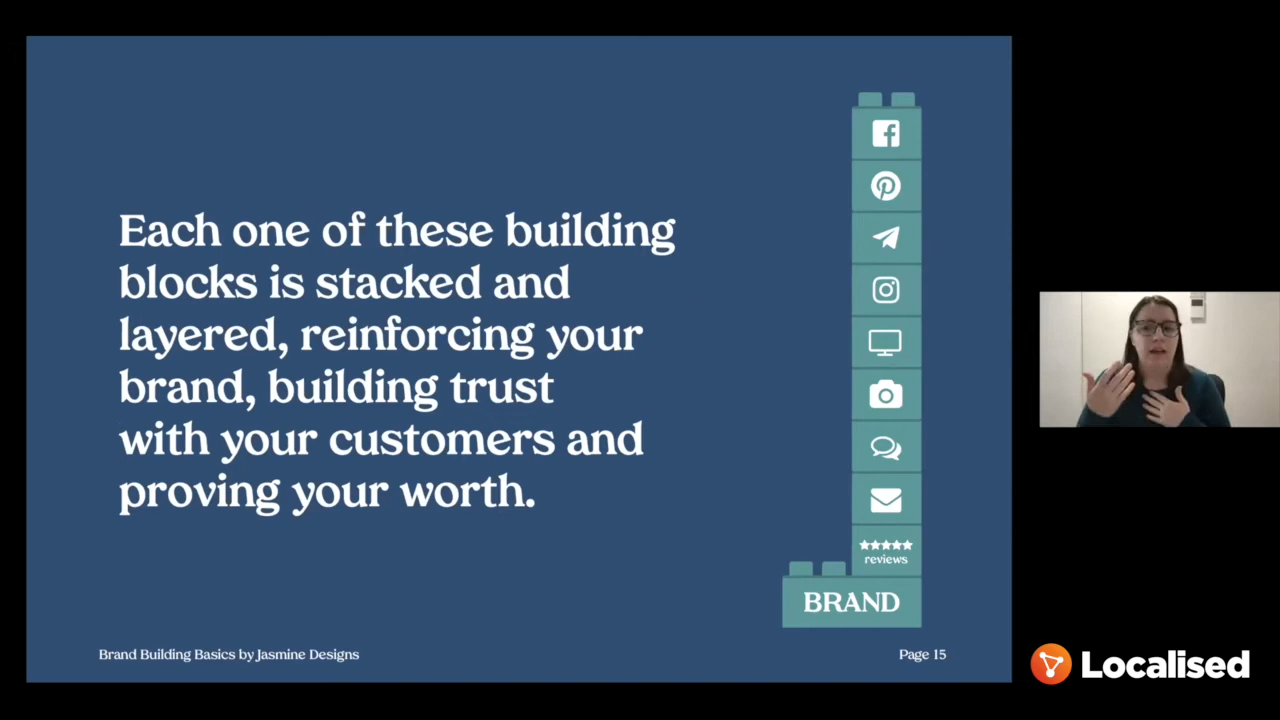 Each one of these building
blocks is stacked and
layered, reinforcing your
brand, building trust
with your customers and
proving your worth.
reviews
BRAND
Brand Building Basics by Jasmine Designs
Page 15
Localised